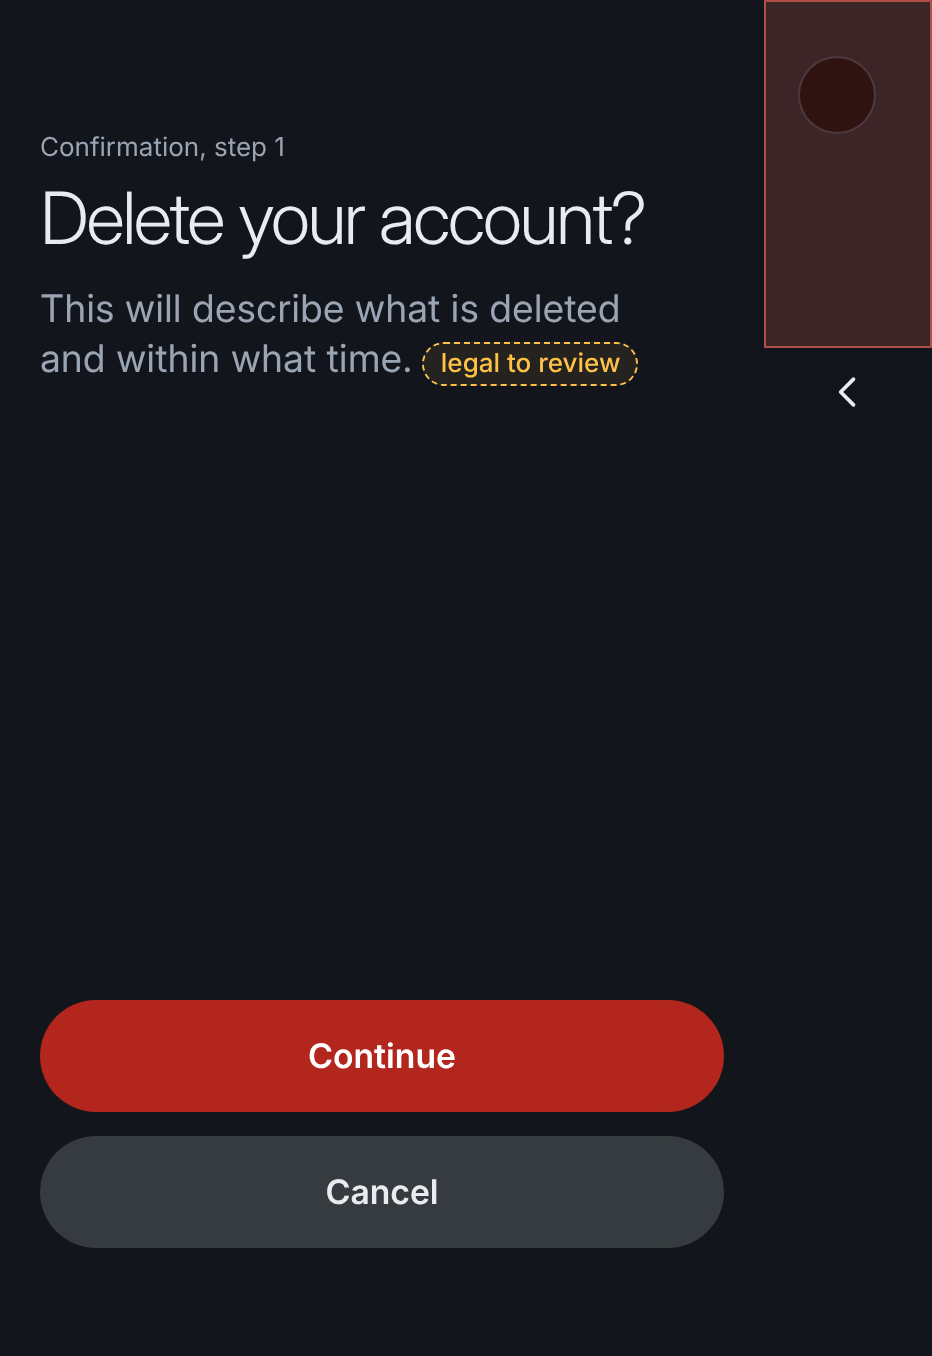 Confirmation, step 1
Delete your account?
This will describe what is deleted
and within what time. legal to review
Continue
Cancel